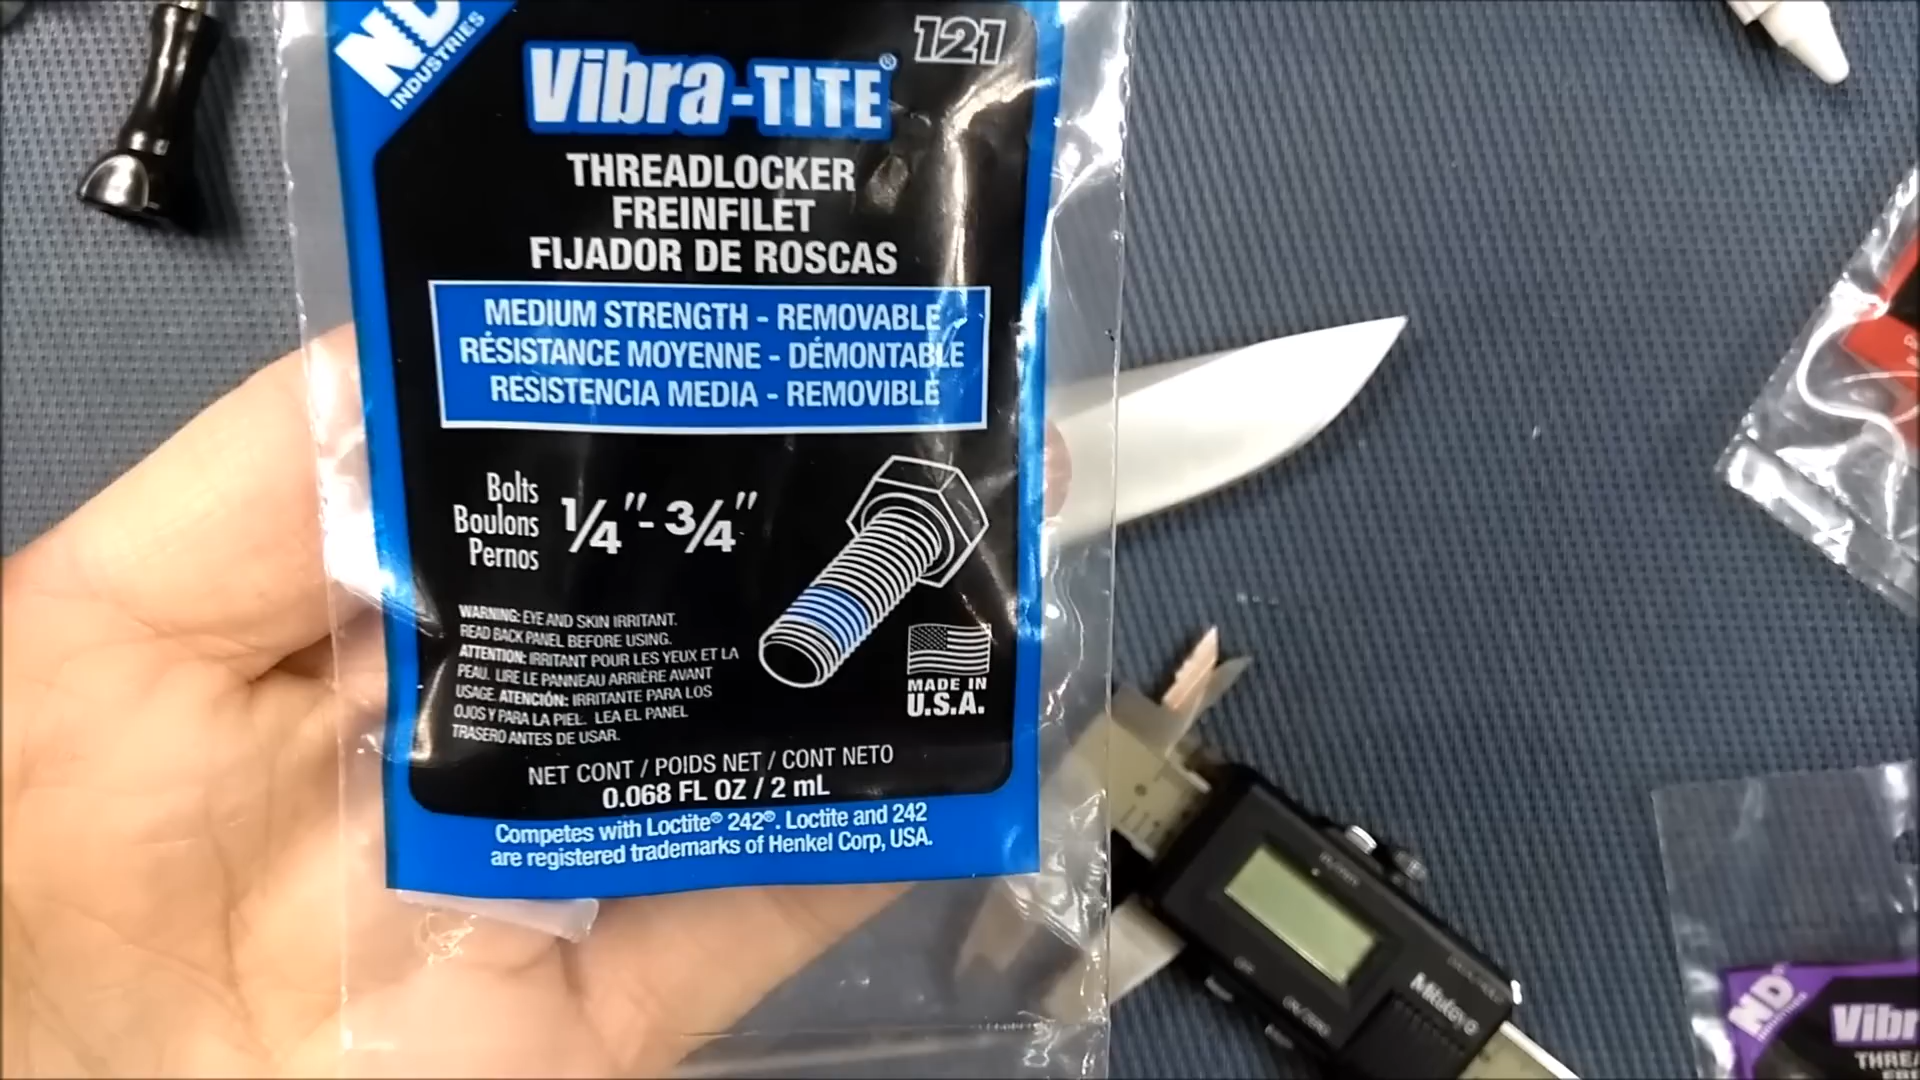 ND
INDUSTRIES
121
Vibra-TITE®
THREADLOCKER
FREINFILET
FIJADOR DE ROSCAS
MEDIUM STRENGTH - REMOVABLE
RÉSISTANCE MOYENNE - DÉMONTABLE
RESISTENCIA MEDIA - REMOVIBLE
Bolts
Boulons
Pernos
1/4"- 3/4"
WARNING: EYE AND SKIN IRRITANT.
READ BACK PANEL BEFORE USING.
ATTENTION: IRRITANT POUR LES YEUX ET LA
PEAU. LIRE LE PANNEAU ARRIÈRE AVANT
USAGE. ATENCIÓN: IRRITANTE PARA LOS
OJOS Y PARA LA PIEL. LEA EL PANEL
TRASERO ANTES DE USAR.
MADE IN
U.S.A.
NET CONT / POIDS NET / CONT NETO
0.068 FL OZ / 2 mL
Competes with Loctite® 242®. Loctite and 242
are registered trademarks of Henkel Corp, USA.
Mitutoyo
ND
Vibr
THREA